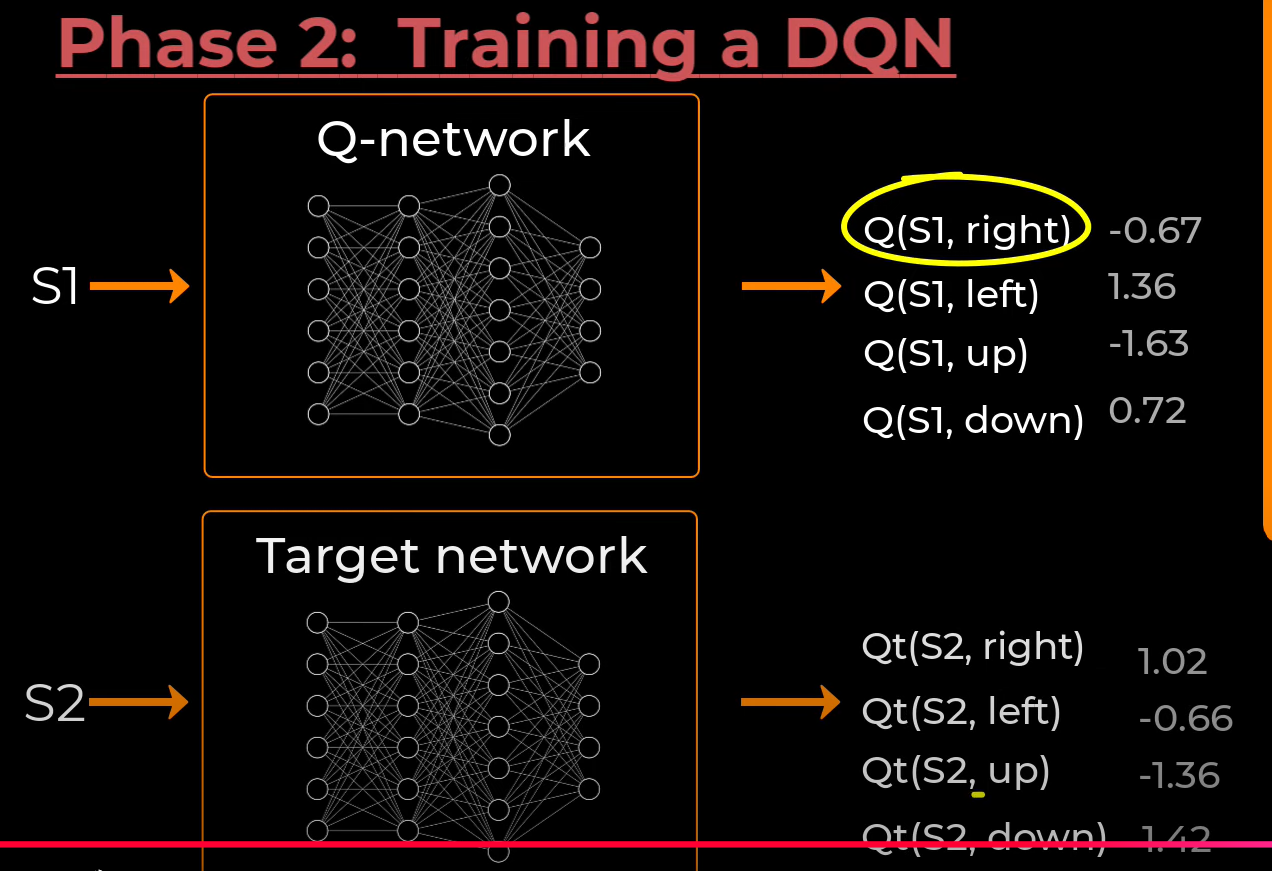 Phase 2: Training a DQN
Q-network
S1
Q(S1, right) -0.67
Q(S1, left) 1.36
Q(S1, up) -1.63
Q(S1, down) 0.72
Target network
S2
Qt(S2, right) 1.02
Qt(S2, left) -0.66
Qt(S2, up) -1.36
Qt(S2, down) 1.42